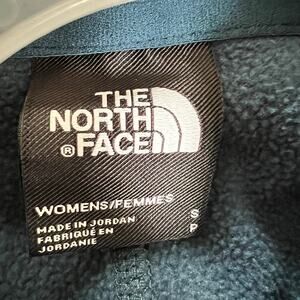 THE
NORTH
®FACE
WOMENS/FEMMES
MADE IN JORDAN S
FABRIQUÉ EN P
JORDANIE